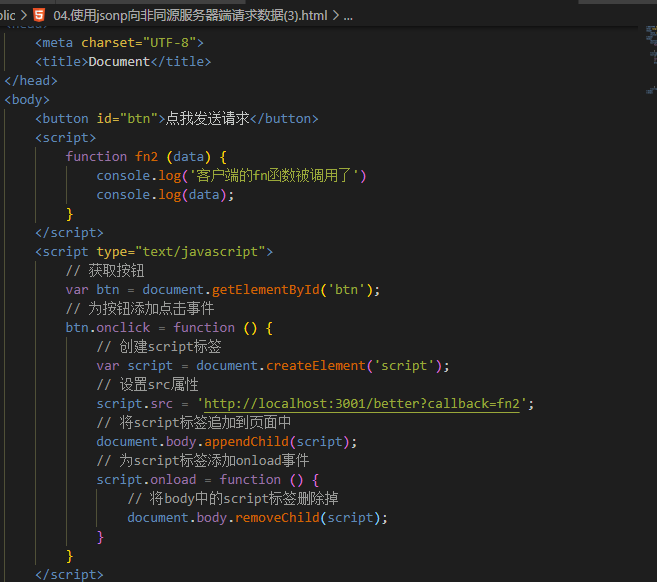 blic > 04.使用jsonp向非同源服务器端请求数据(3).html > ...
<meta charset="UTF-8">
<title>Document</title>
</head>
<body>
<button id="btn">点我发送请求</button>
<script>
function fn2 (data) {
console.log('客户端的fn函数被调用了')
console.log(data);
}
</script>
<script type="text/javascript">
// 获取按钮
var btn = document.getElementById('btn');
// 为按钮添加点击事件
btn.onclick = function () {
// 创建script标签
var script = document.createElement('script');
// 设置src属性
script.src = 'http://localhost:3001/better?callback=fn2';
// 将script标签追加到页面中
document.body.appendChild(script);
// 为script标签添加onload事件
script.onload = function () {
// 将body中的script标签删除掉
document.body.removeChild(script);
}
}
</script>